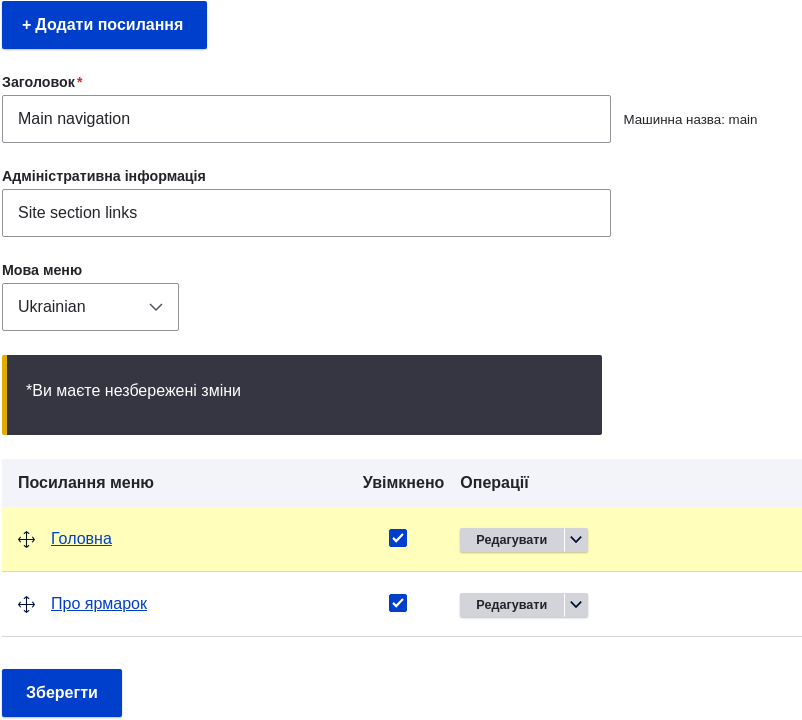 + Додати посилання
Заголовок*
Main navigation
Машинна назва: main
Адміністративна інформація
Site section links
Мова меню
Ukrainian
*Ви маєте незбережені зміни
Посилання меню Увімкнено Операції
Головна Редагувати
Про ярмарок Редагувати
Зберегти